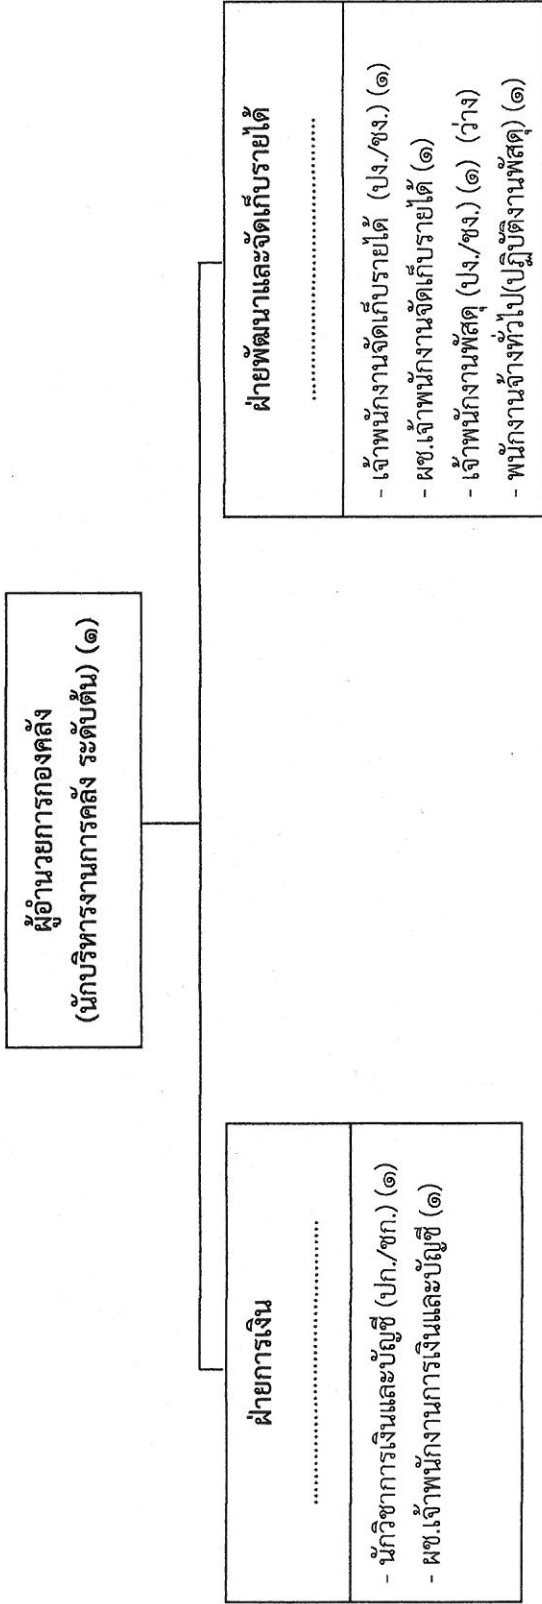 ผู้อำนวยการกองคลัง
(นักบริหารงานการคลัง ระดับต้น) (๑)
ฝ่ายการเงิน
................................................
- นักวิชาการเงินและบัญชี (ปก./ชก.) (๑)
- ผช.เจ้าพนักงานการเงินและบัญชี (๑)
ฝ่ายพัฒนาและจัดเก็บรายได้
................................................
- เจ้าพนักงานจัดเก็บรายได้ (ปง./ชง.) (๑)
- ผช.เจ้าพนักงานจัดเก็บรายได้ (๑)
- เจ้าพนักงานพัสดุ (ปง./ชง.) (๑) (ว่าง)
- พนักงานจ้างทั่วไป(ปฏิบัติงานพัสดุ) (๑)